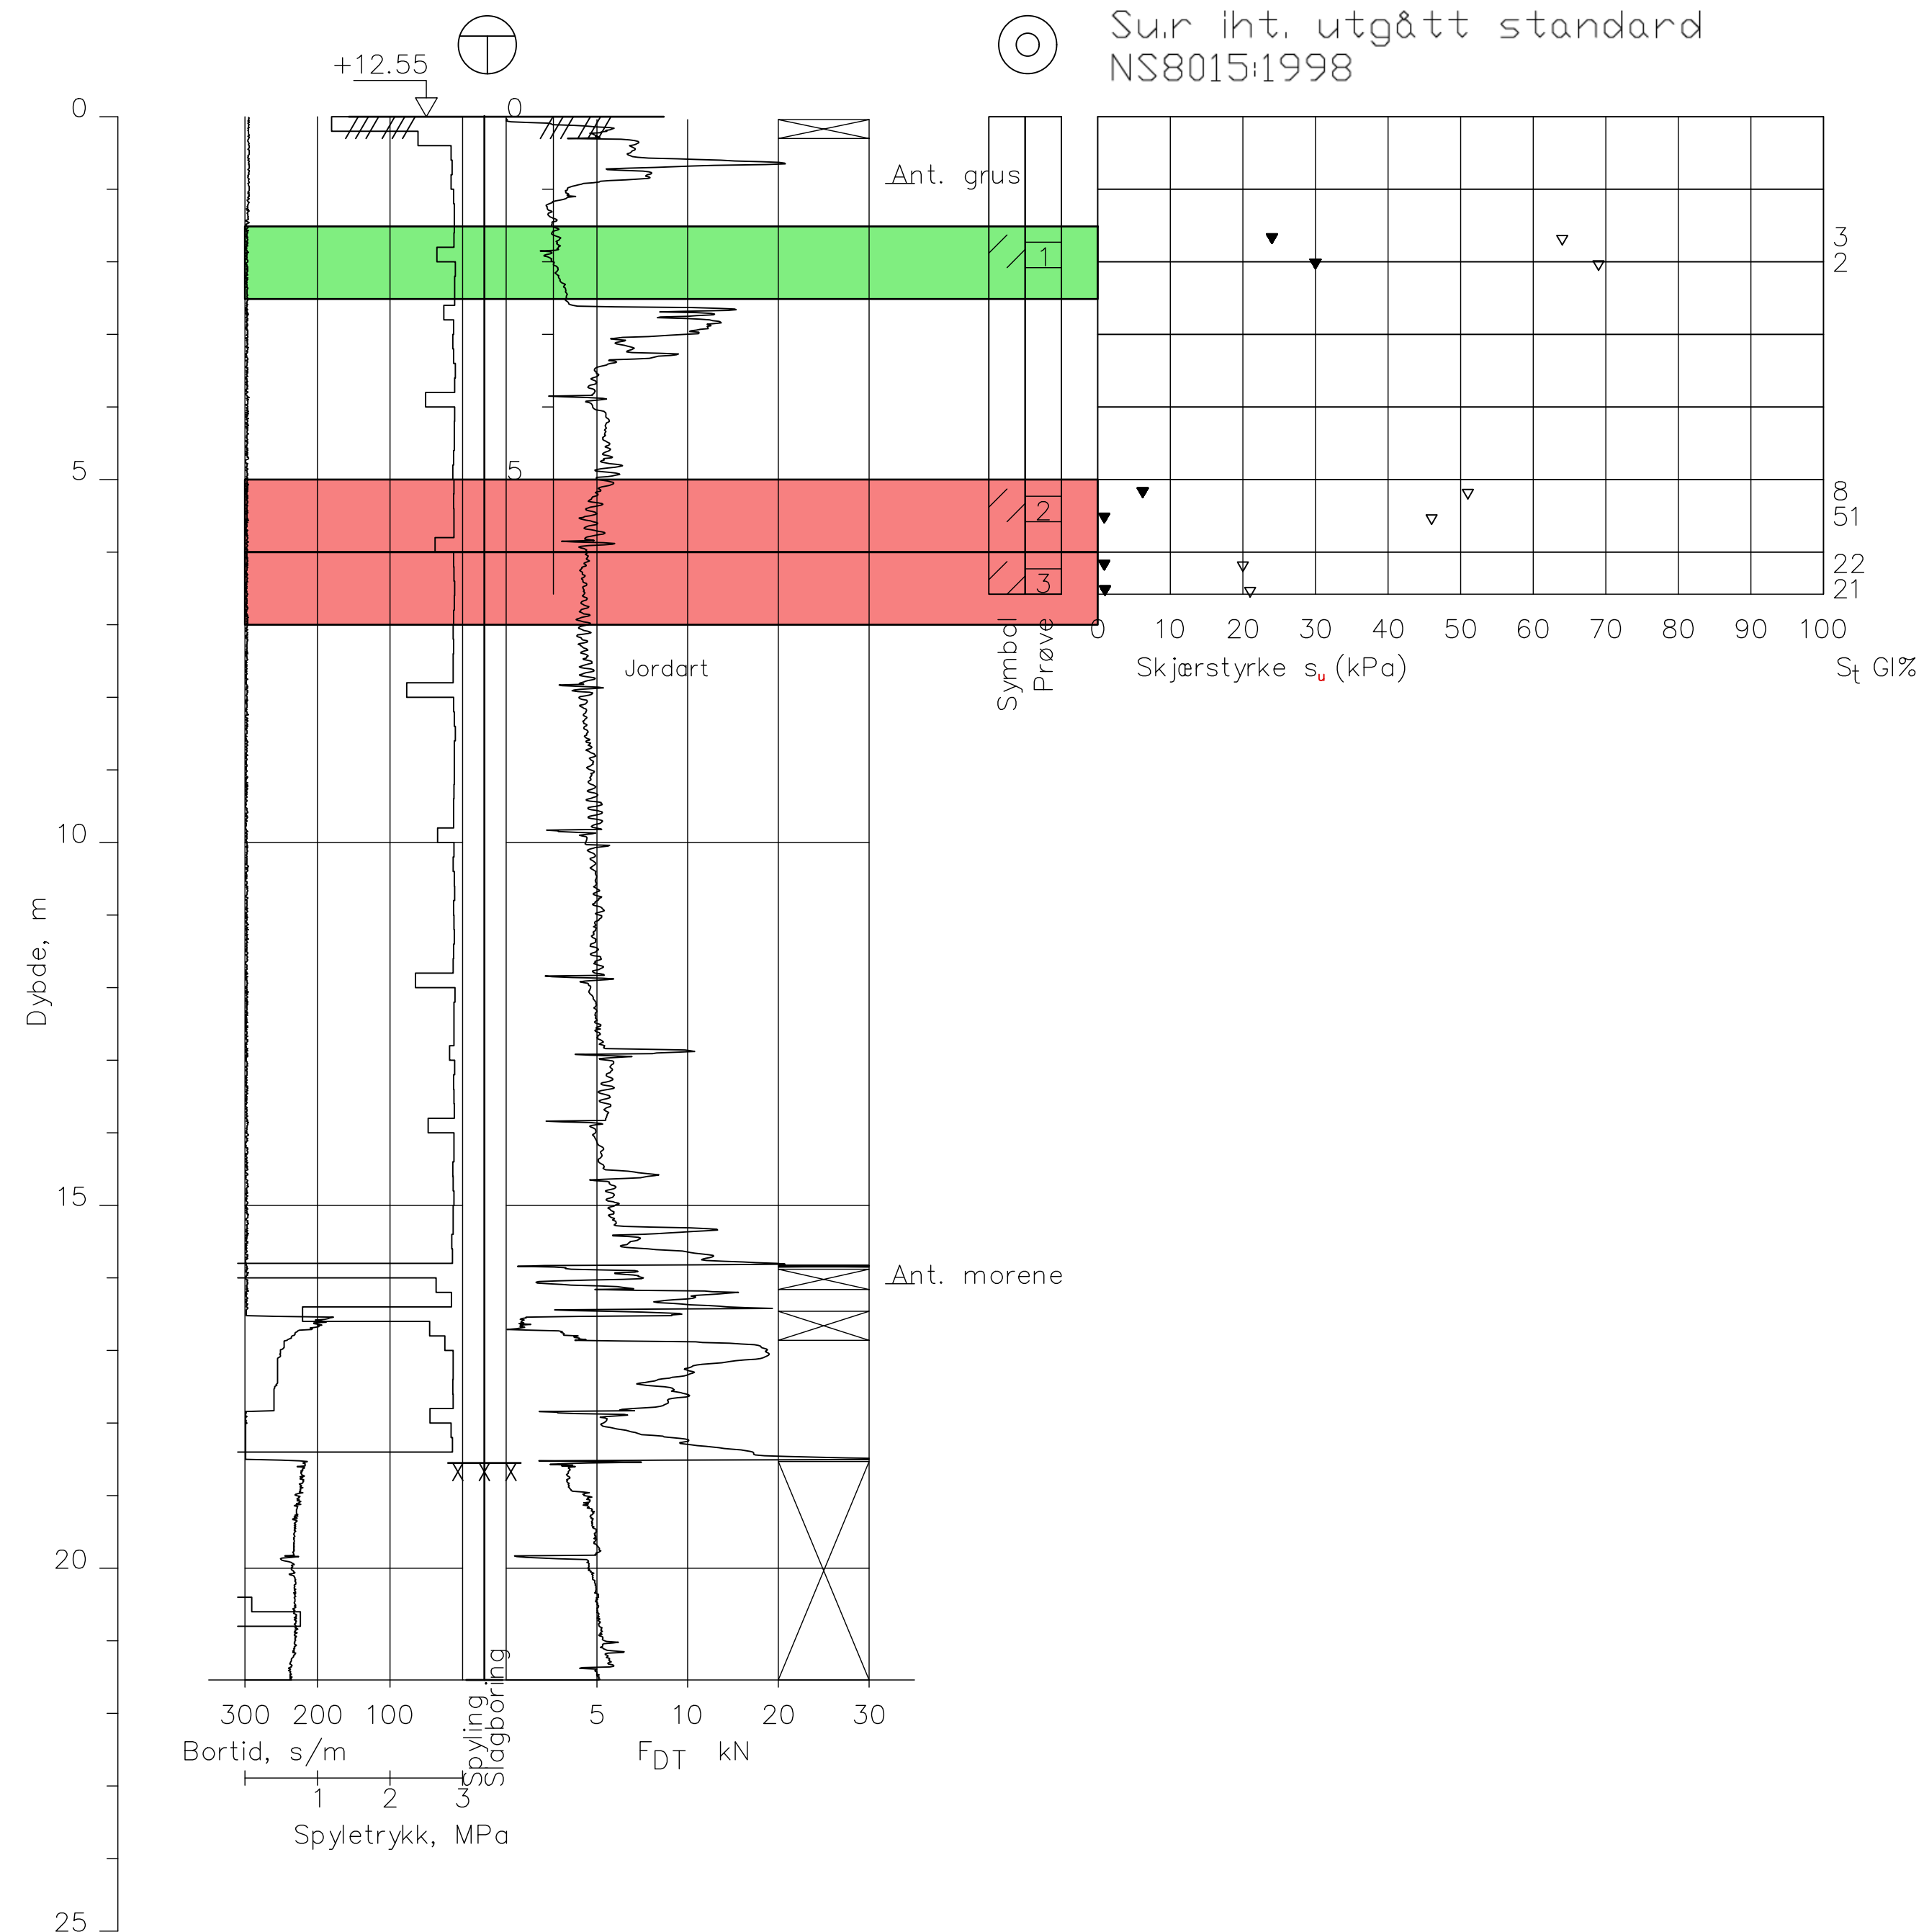 Su.r iht. utgått standard
NS8015:1998
+12.55
0
0
Ant. grus
1
3
2
5
5
2
8
51
3
22
21
0 10 20 30 40 50 60 70 80 90 100
Symbol
Prøve
Skjærstyrke su (kPa)
St Gl%
Jordart
10
Dybde, m
15
Ant. morene
20
300 200 100
5 10 20 30
Bortid, s/m
Spyling
Slagboring
FDT kN
1 2 3
Spyletrykk, MPa
25